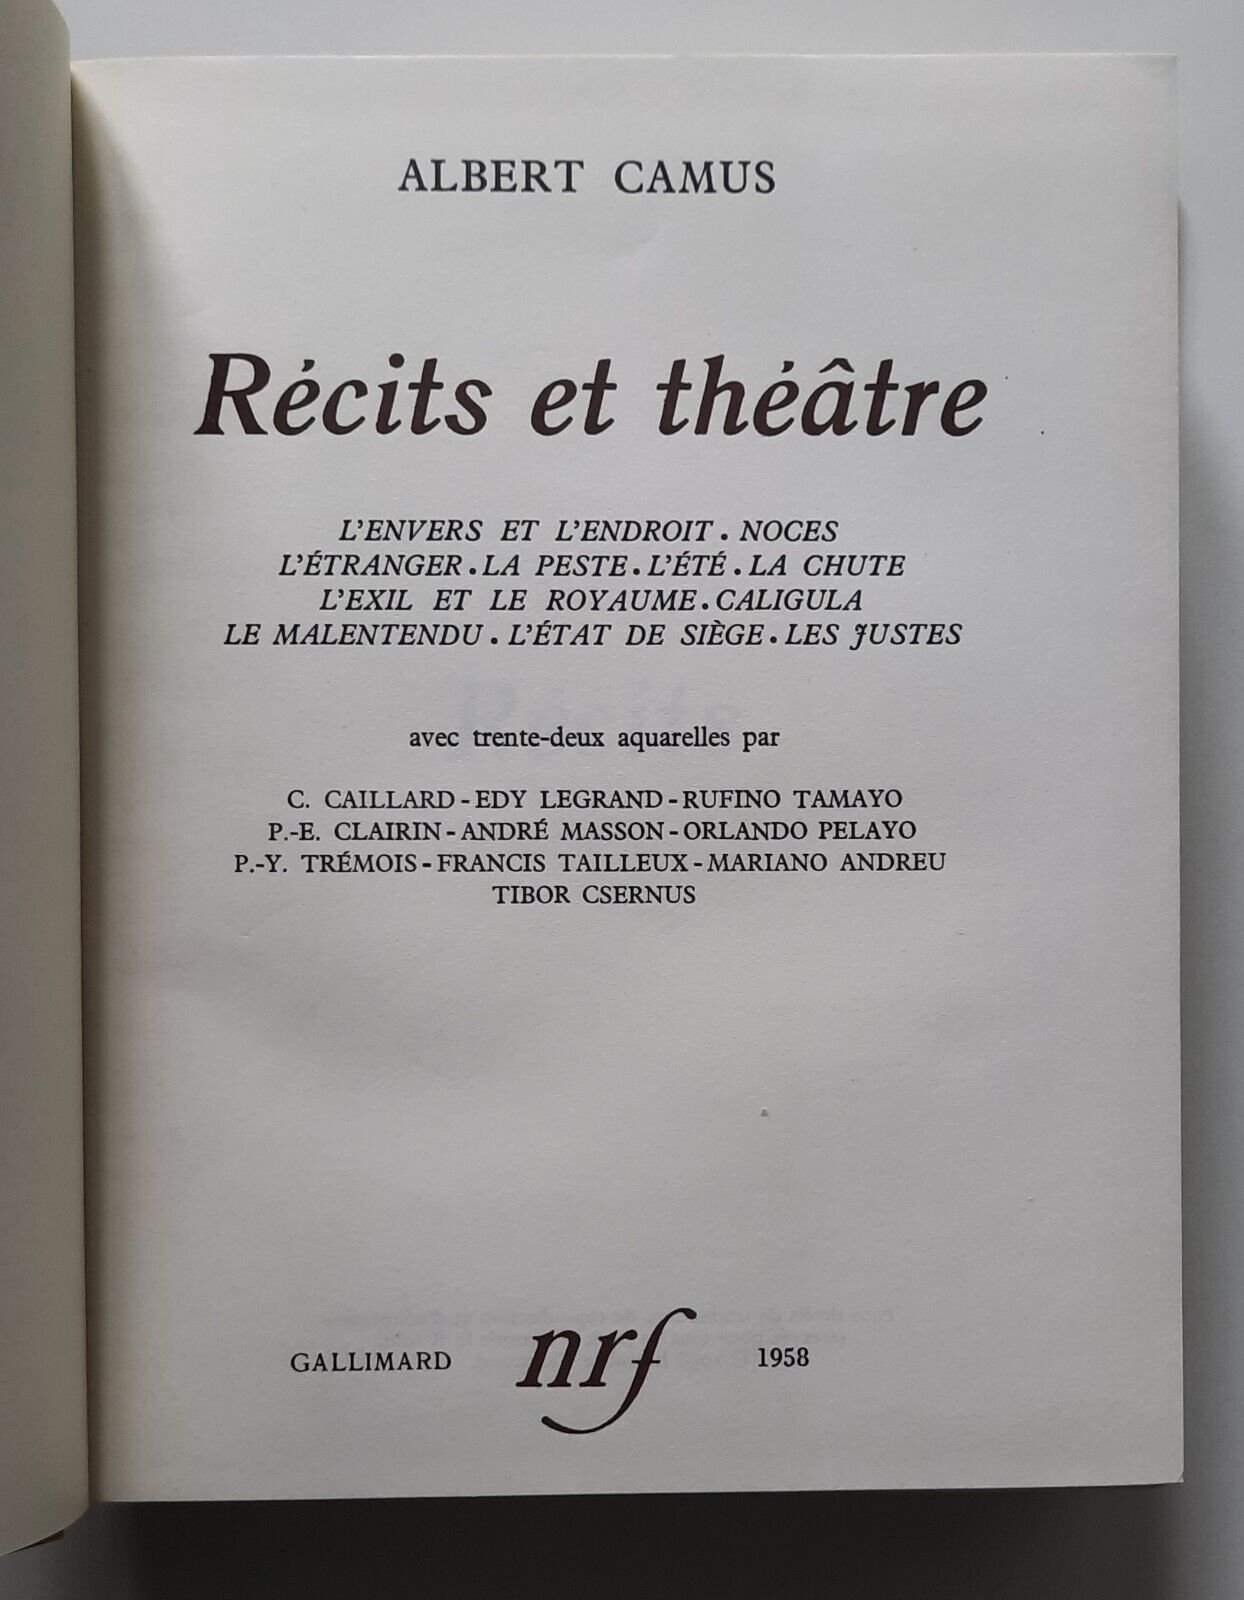 ALBERT CAMUS
Récits et théâtre
L'ENVERS ET L'ENDROIT. NOCES
L'ÉTRANGER. LA PESTE. L'ÉTÉ. LA CHUTE
L'EXIL ET LE ROYAUME. CALIGULA
LE MALENTENDU. L'ÉTAT DE SIÈGE. LES JUSTES
avec trente-deux aquarelles par
C. CAILLARD - EDY LEGRAND - RUFINO TAMAYO
P.-E. CLAIRIN - ANDRÉ MASSON - ORLANDO PELAYO
P.-Y. TRÉMOIS - FRANCIS TAILLEUX - MARIANO ANDREU
TIBOR CSERNUS
GALLIMARD nrf 1958